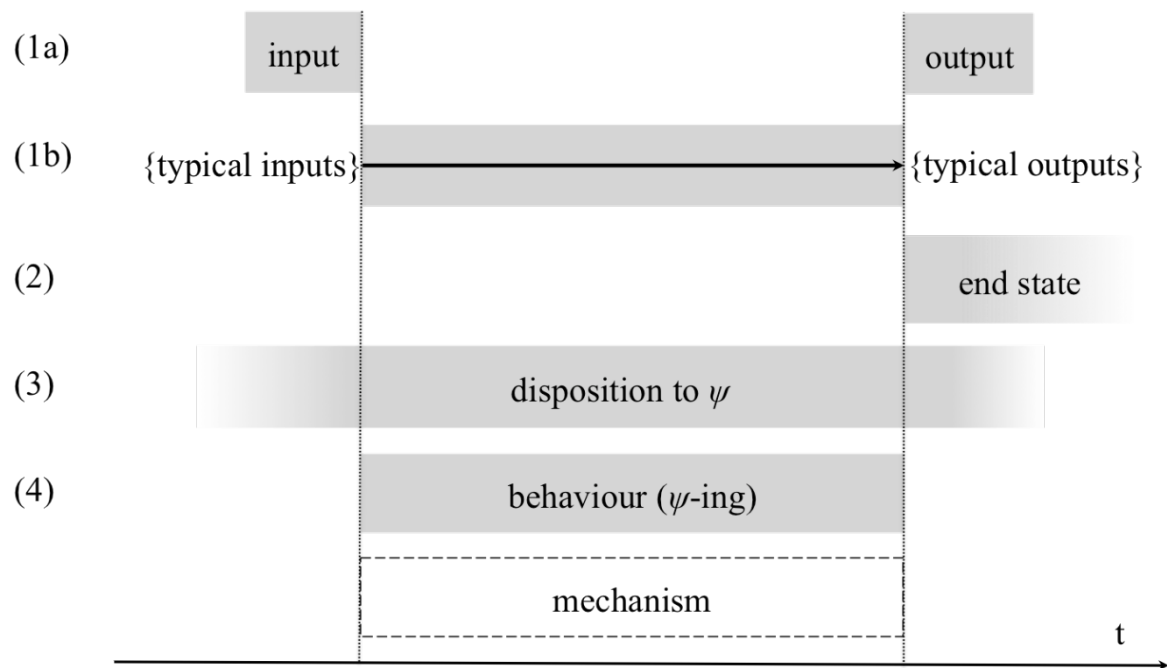 (1a) input output
(1b) {typical inputs} {typical outputs}
(2) end state
(3) disposition to ψ
(4) behaviour (ψ-ing)
mechanism
t